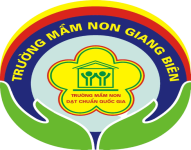 TRƯỜNG MẦM NON GIANG BIÊN
TRƯỜNG MẦM NON
ĐẠT CHUẨN QUỐC GIA